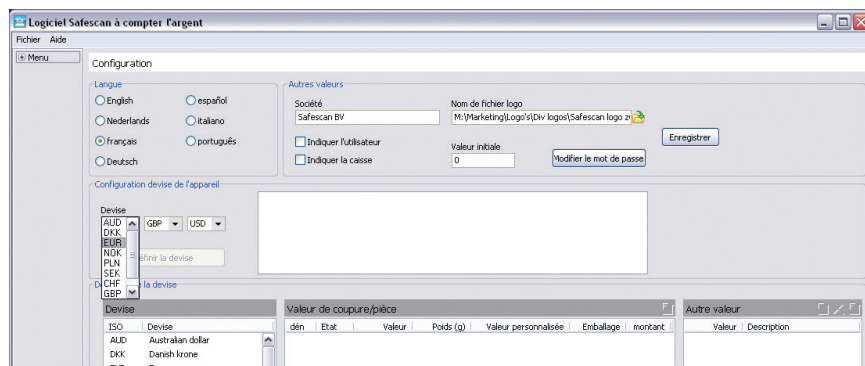 Logiciel Safescan à compter l'argent
Fichier Aide
Menu
Configuration
Langue
English
español
Nederlands
italiano
français
português
Deutsch
Autres valeurs
Société
Nom de fichier logo
Safescan BV
M:\Marketing\Logo's\Div logos\Safescan logo
Indiquer l'utilisateur
Indiquer la caisse
Valeur initiale
0
Modifier le mot de passe
Enregistrer
Configuration devise de l'appareil
Devise
GBP
USD
AUD
DKK
EUR
NOK
PLN
SEK
CHF
GBP
éfinir la devise
la devise
Devise
Valeur de coupure/pièce
Autre valeur
ISO Devise
dén Etat Valeur Poids (g) Valeur personnalisée Emballage montant
Valeur Description
AUD Australian dollar
DKK Danish krone